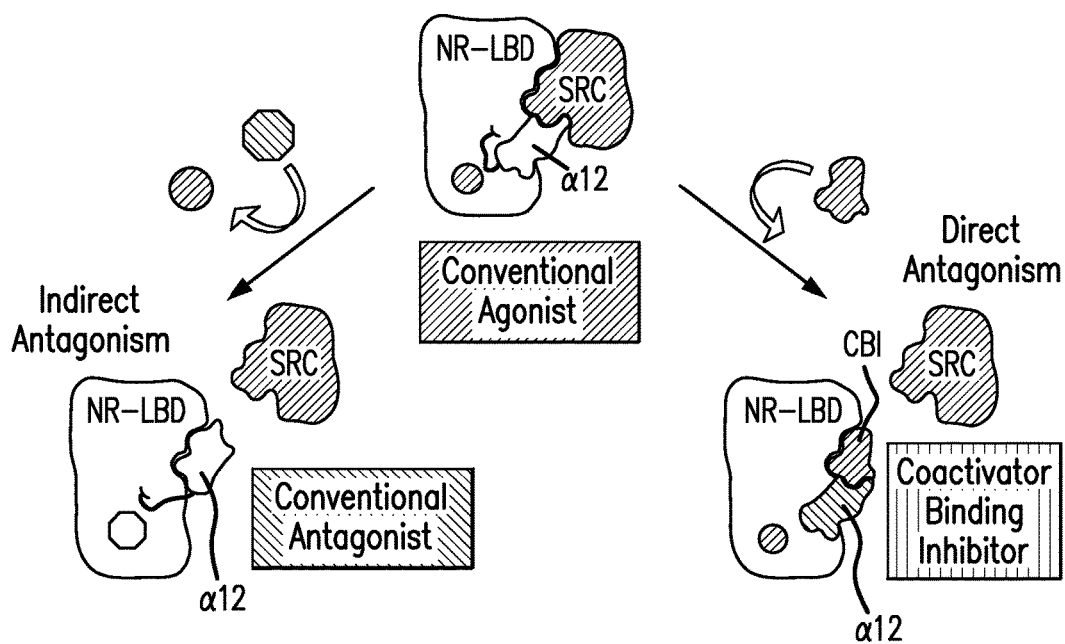 NR-LBD
SRC
α12
Conventional
Agonist
Indirect
Antagonism
SRC
NR-LBD
Conventional
Antagonist
α12
Direct
Antagonism
CBI
SRC
NR-LBD
Coactivator
Binding
Inhibitor
α12